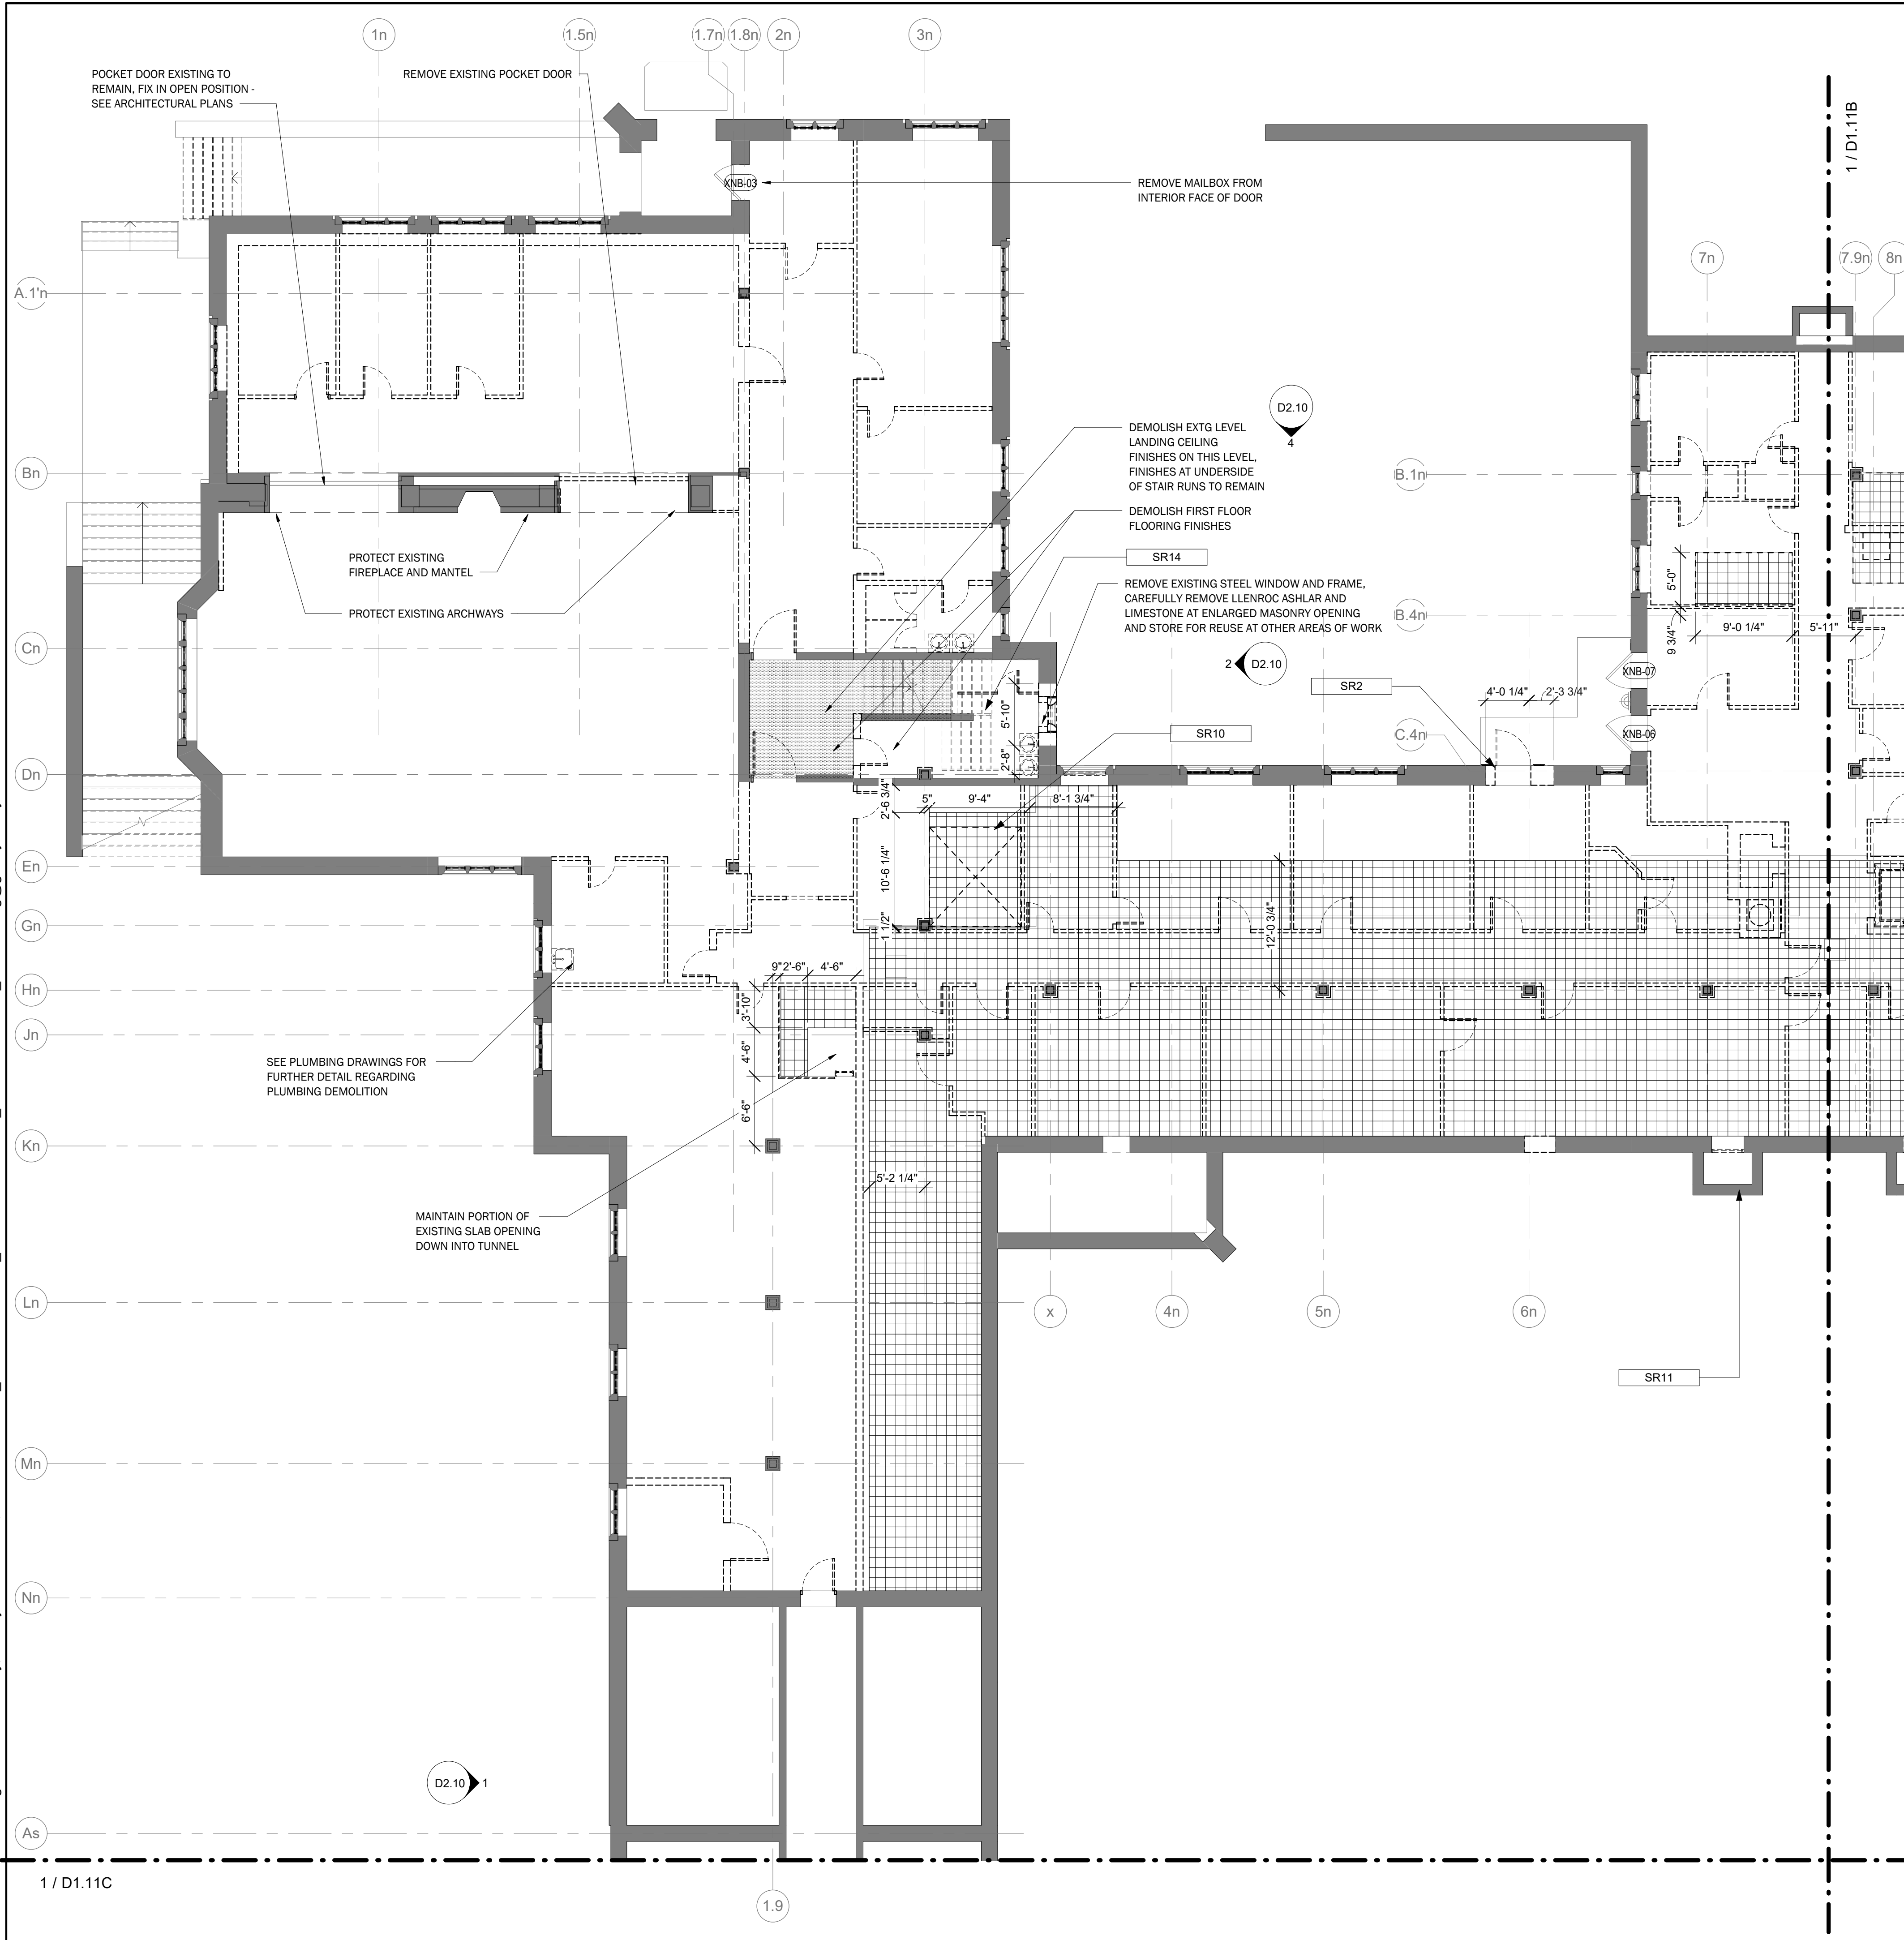 1n
1.5n
1.7n
1.8n
2n
3n
POCKET DOOR EXISTING TO
REMAIN, FIX IN OPEN POSITION -
SEE ARCHITECTURAL PLANS
REMOVE EXISTING POCKET DOOR
1 / D1.11B
XNB-03
REMOVE MAILBOX FROM
INTERIOR FACE OF DOOR
7n
7.9n
8n
A.1'n
D2.10
4
DEMOLISH EXTG LEVEL
LANDING CEILING
FINISHES ON THIS LEVEL,
FINISHES AT UNDERSIDE
OF STAIR RUNS TO REMAIN
Bn
B.1n
DEMOLISH FIRST FLOOR
FLOORING FINISHES
SR14
PROTECT EXISTING
FIREPLACE AND MANTEL
REMOVE EXISTING STEEL WINDOW AND FRAME,
CAREFULLY REMOVE LLENROC ASHLAR AND
LIMESTONE AT ENLARGED MASONRY OPENING
AND STORE FOR REUSE AT OTHER AREAS OF WORK
5'-0"
PROTECT EXISTING ARCHWAYS
B.4n
9 3/4"
9'-0 1/4"
5'-11"
Cn
2
D2.10
XNB-07
SR2
4'-0 1/4"
2'-3 3/4"
5'-10"
SR10
C.4n
XNB-06
2'-8"
Dn
2'-6 3/4"
5"
9'-4"
8'-1 3/4"
En
10'-6 1/4"
Gn
1 1/2"
12'-0 3/4"
9"
2'-6"
4'-6"
Hn
3'-10"
Jn
4'-6"
SEE PLUMBING DRAWINGS FOR
FURTHER DETAIL REGARDING
PLUMBING DEMOLITION
6'-6"
Kn
5'-2 1/4"
MAINTAIN PORTION OF
EXISTING SLAB OPENING
DOWN INTO TUNNEL
Ln
x
4n
5n
6n
SR11
Mn
Nn
D2.10
1
As
1 / D1.11C
1.9